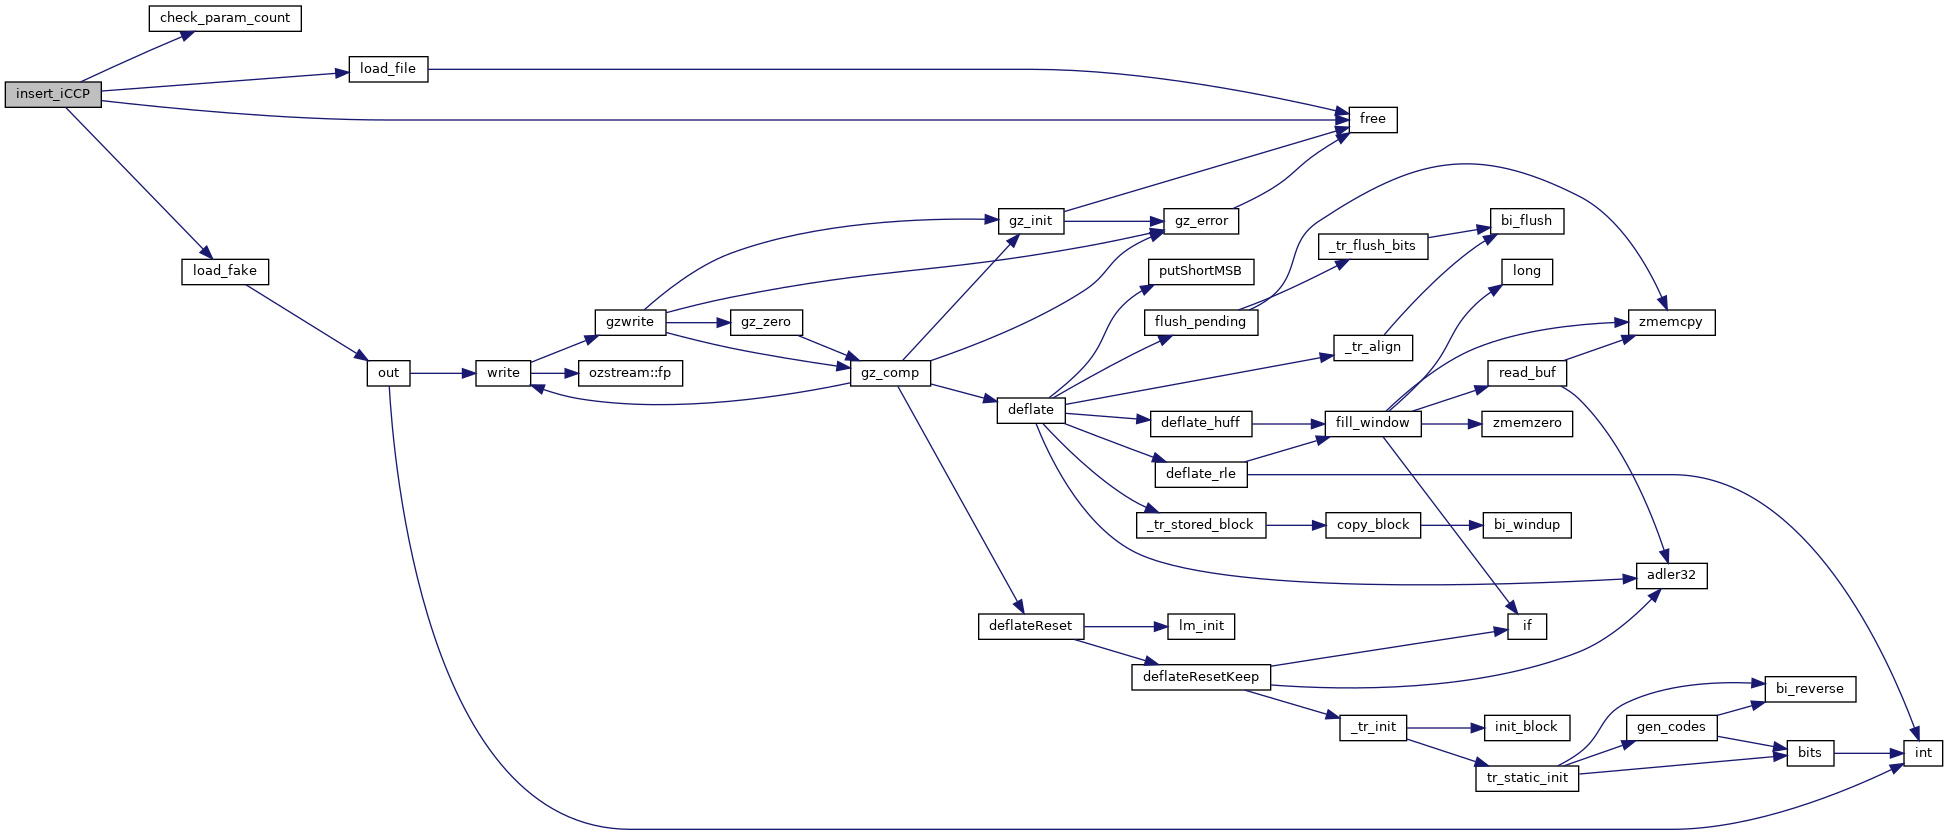 check_param_count
load_file
insert_iCCP
free
gz_init
gz_error
bi_flush
_tr_flush_bits
putShortMSB
long
load_fake
gzwrite
gz_zero
flush_pending
zmemcpy
_tr_align
out
write
ozstream::fp
gz_comp
read_buf
deflate
deflate_huff
fill_window
zmemzero
deflate_rle
_tr_stored_block
copy_block
bi_windup
adler32
deflateReset
lm_init
if
deflateResetKeep
bi_reverse
_tr_init
init_block
gen_codes
bits
int
tr_static_init